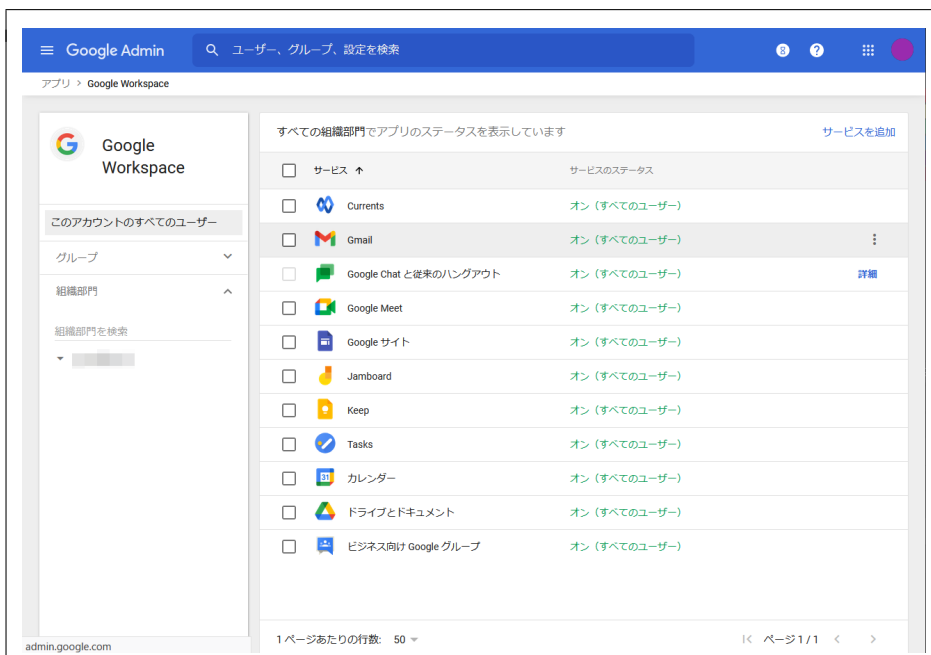 Google Admin
ユーザー、グループ、設定を検索
8
?
アプリ > Google Workspace
Google
Workspace
このアカウントのすべてのユーザー
グループ
組織部門
組織部門を検索
すべての組織部門でアプリのステータスを表示しています
サービスを追加
サービス ↑ サービスのステータス
Currents オン（すべてのユーザー）
Gmail オン（すべてのユーザー）
Google Chat と従来のハングアウト オン（すべてのユーザー） 詳細
Google Meet オン（すべてのユーザー）
Google サイト オン（すべてのユーザー）
Jamboard オン（すべてのユーザー）
Keep オン（すべてのユーザー）
Tasks オン（すべてのユーザー）
31 カレンダー オン（すべてのユーザー）
ドライブとドキュメント オン（すべてのユーザー）
ビジネス向け Google グループ オン（すべてのユーザー）
1 ページあたりの行数: 50
ページ 1 / 1
admin.google.com